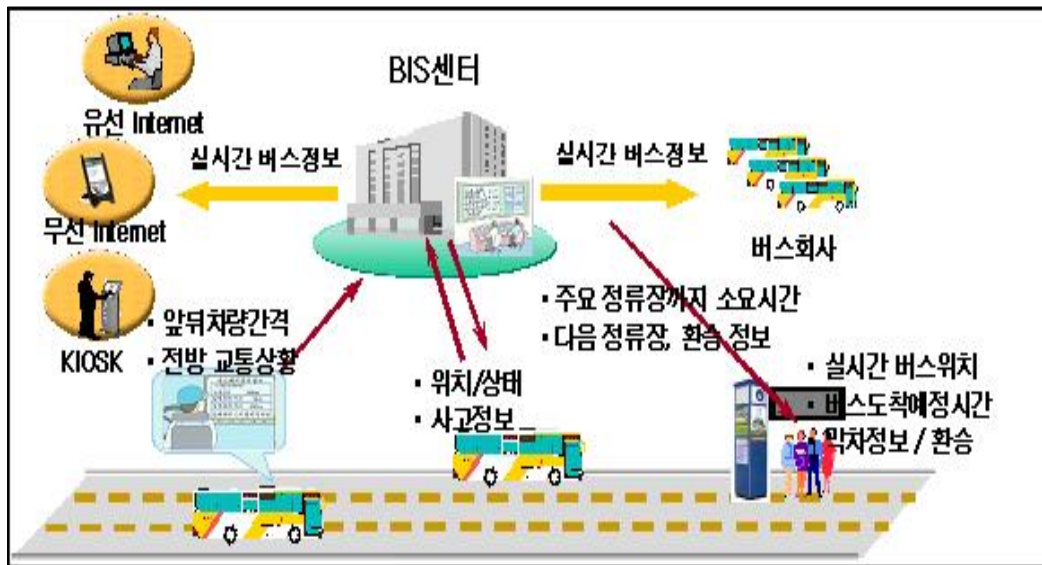 BIS센터
유선 Internet
실시간 버스정보
실시간 버스정보
무선 Internet
버스회사
KIOSK
· 앞뒤차량간격
· 전방 교통상황
· 주요 정류장까지 소요시간
· 다음 정류장, 환승 정보
· 위치/상태
· 사고정보
· 실시간 버스위치
· 버스도착예정시간
· 막차정보 / 환승